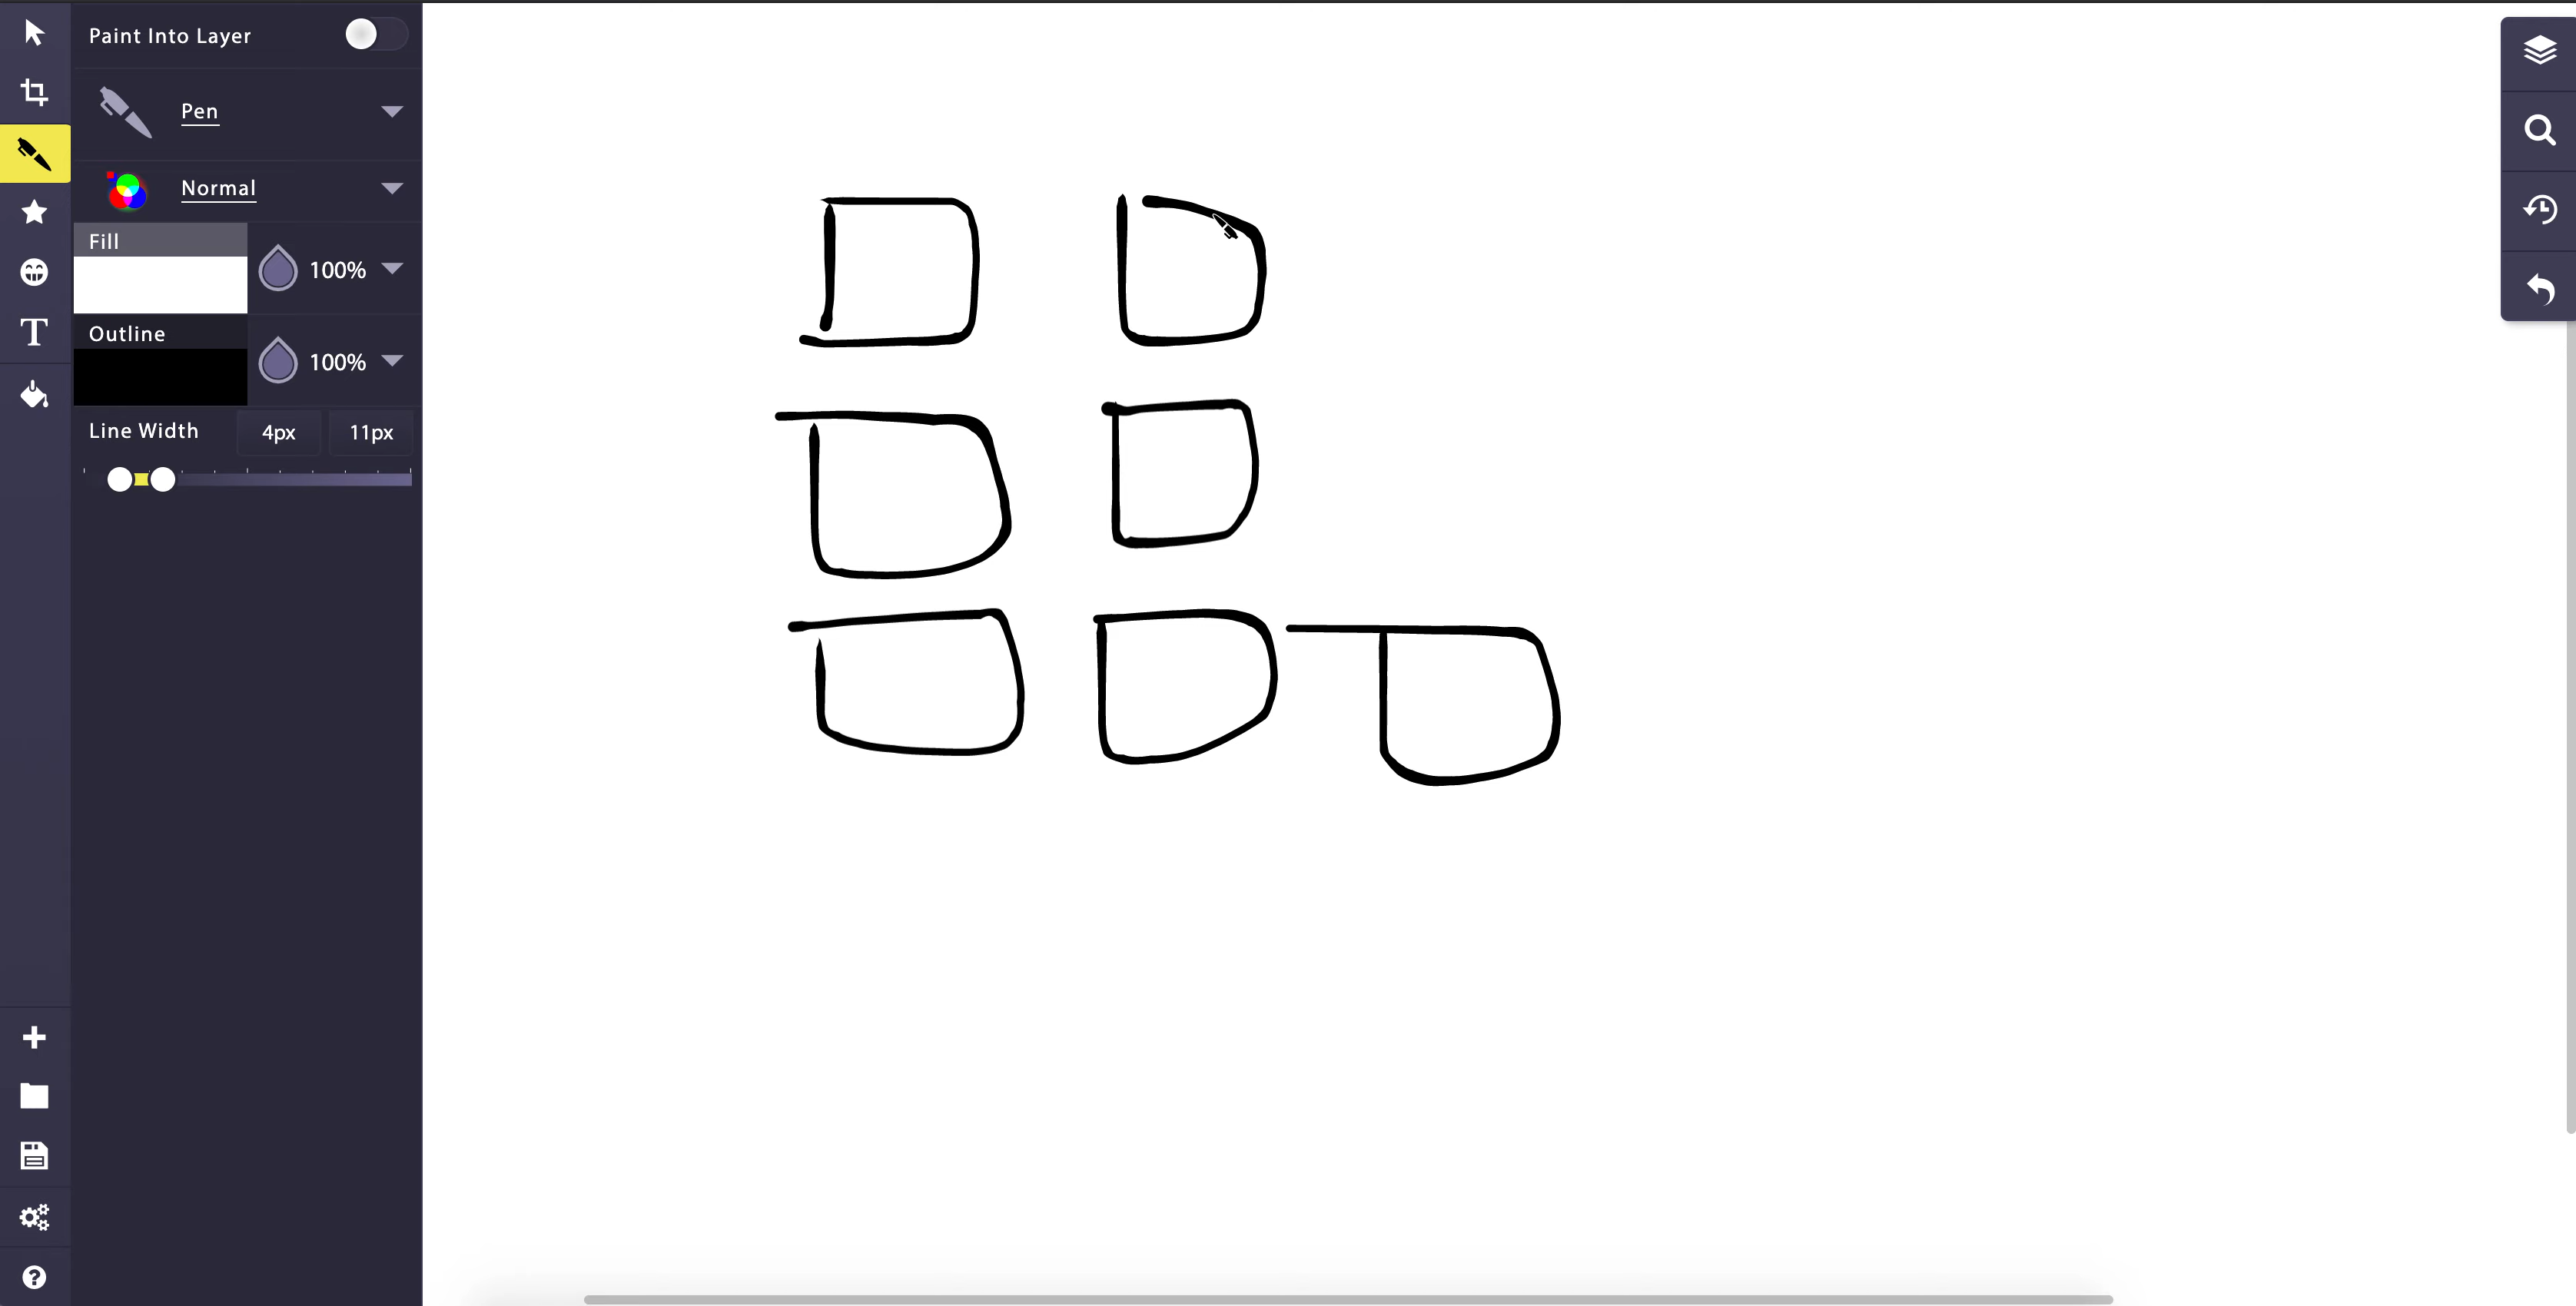 Paint Into Layer
Pen
Normal
Fill
100%
Outline
100%
Line Width 4px 11px